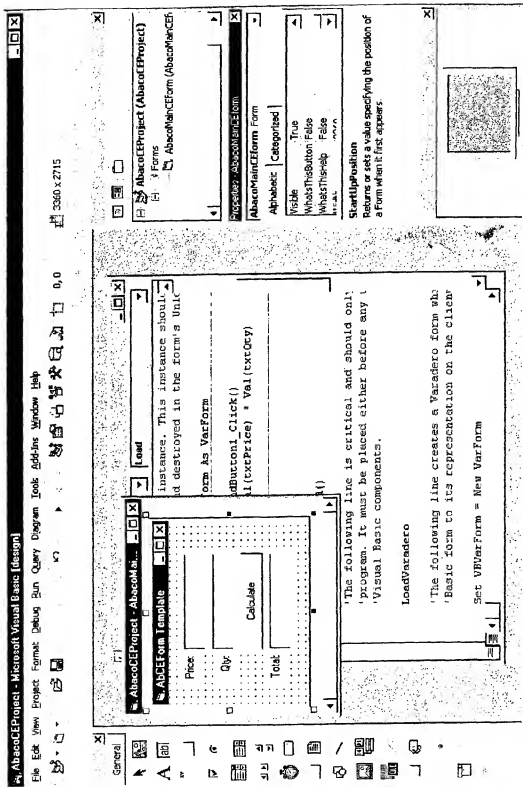 AbacoCEProject - Microsoft Visual Basic [design]
File Edit View Project Format Debug Run Query Diagram Tools Add-Ins Window Help
0,0
3360 x 2715
General
AbacoCEProject - AbacoMai...
AbCEForm Template
Price:
Qty:
Calculate
Total:
Load
instance. This instance shoul
nd destroyed in the form's Unl
orm As VarForm
ndButton1_Click()
al(txtPrice) * Val(txtQty)
'The following line is critical and should onl
'program. It must be placed either before any
'Visual Basic components.
LoadVaradero
'The following line creates a Varadero form wh
'Basic form to its representation on the clien
Set VBVarForm = New VarForm
AbacoCEProject (AbacoCEProject)
Forms
AbacoMainCEform (AbacoMainCEf
Properties - AbacoMainCEform
AbacoMainCEform Form
Alphabetic Categorized
Visible True
WhatsThisButton False
WhatsThisHelp False
StartUpPosition
Returns or sets a value specifying the position of
a Form when it first appears.